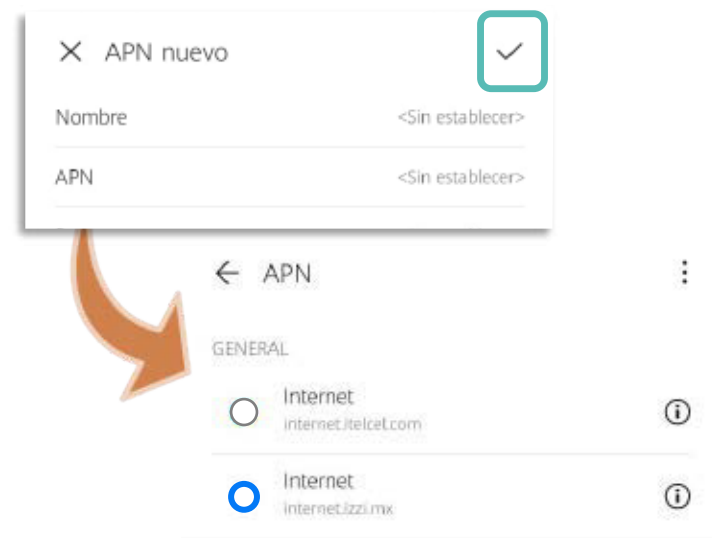 APN nuevo
Nombre <Sin establecer>
APN <Sin establecer>
APN
GENERAL
Internet
internet.itelcel.com
Internet
internet.izzi.mx